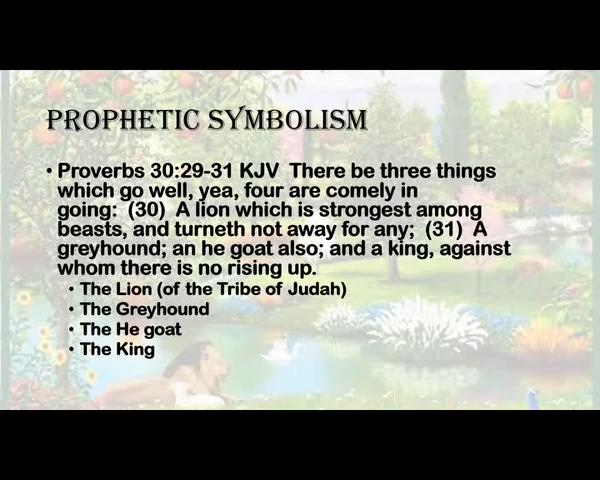 PROPHETIC SYMBOLISM
• Proverbs 30:29-31 KJV  There be three things
which go well, yea, four are comely in
going:  (30)  A lion which is strongest among
beasts, and turneth not away for any;  (31)  A
greyhound; an he goat also; and a king, against
whom there is no rising up.
• The Lion (of the Tribe of Judah)
• The Greyhound
• The He goat
• The King